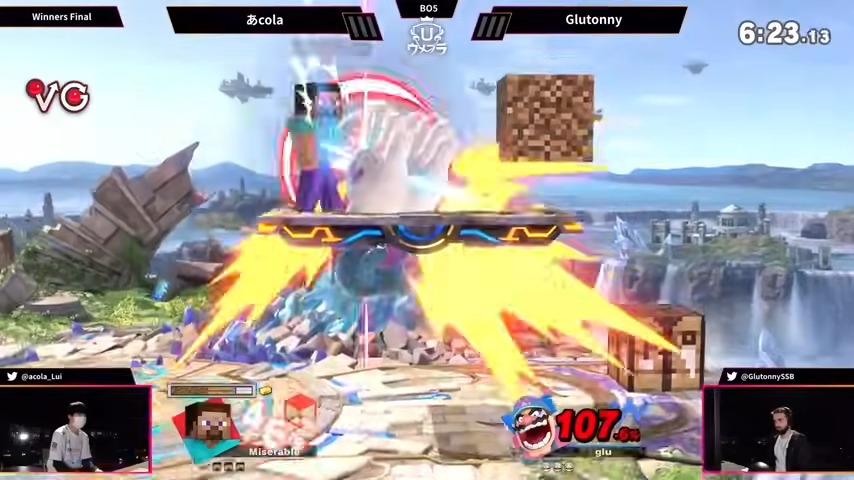 Winners Final
あcola
BO5
Glutonny
U
ウメブラ
6:23.13
@acola_Lui
@GlutonnySSB
Miserable
107.6%
glu